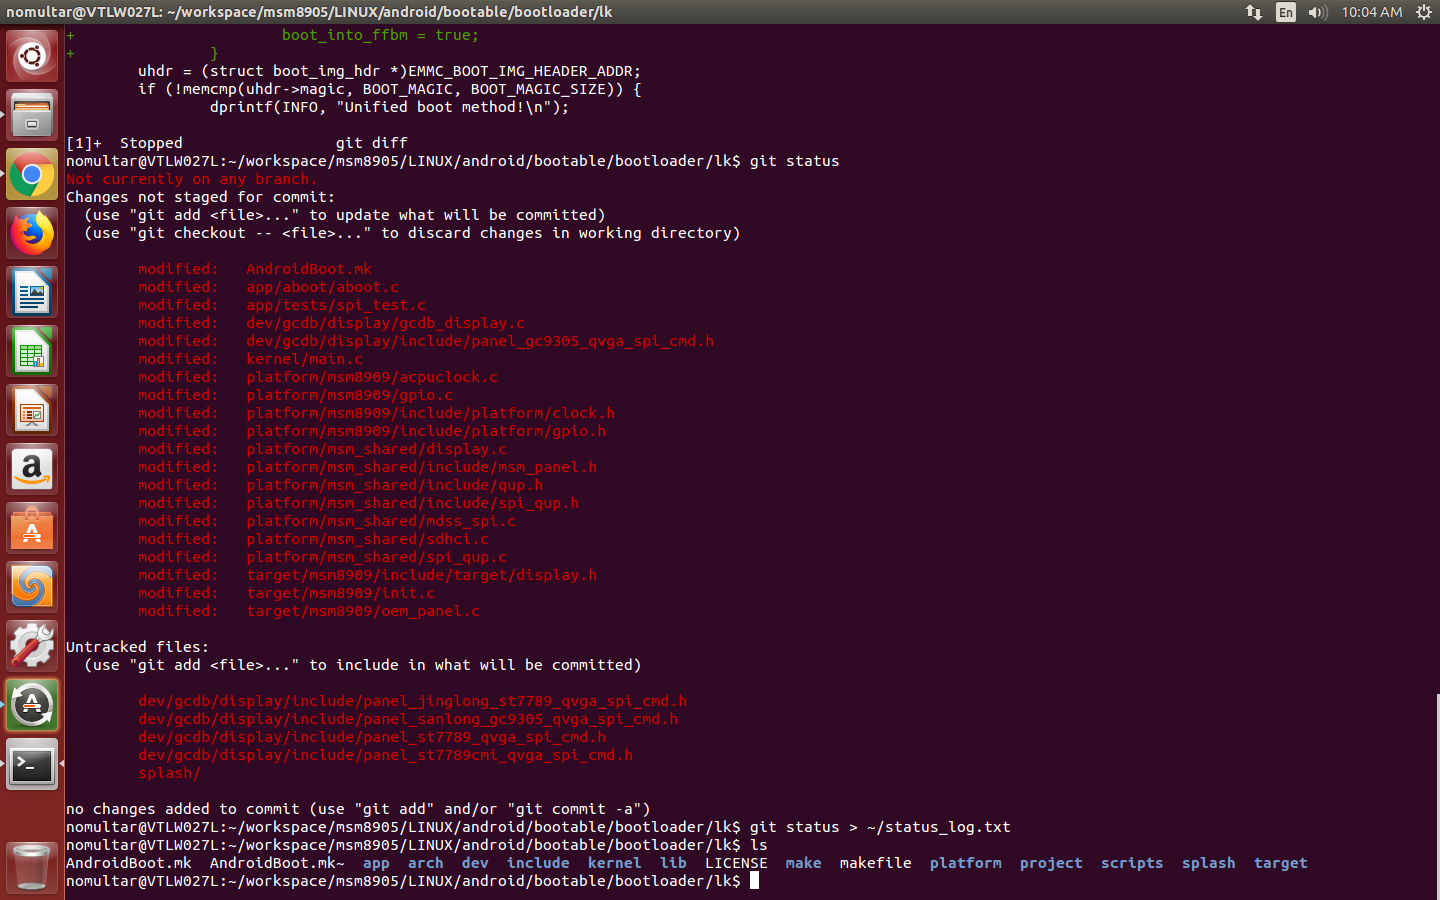 nomultar@VTLW027L: ~/workspace/msm8905/LINUX/android/bootable/bootloader/lk
En
10:04 AM
+ boot_into_ffbm = true;
+ }
uhdr = (struct boot_img_hdr *)EMMC_BOOT_IMG_HEADER_ADDR;
if (!memcmp(uhdr->magic, BOOT_MAGIC, BOOT_MAGIC_SIZE)) {
dprintf(INFO, "Unified boot method!\n");
[1]+ Stopped git diff
nomultar@VTLW027L:~/workspace/msm8905/LINUX/android/bootable/bootloader/lk$ git status
Not currently on any branch.
Changes not staged for commit:
(use "git add <file>..." to update what will be committed)
(use "git checkout -- <file>..." to discard changes in working directory)
modified: AndroidBoot.mk
modified: app/aboot/aboot.c
modified: app/tests/spi_test.c
modified: dev/gcdb/display/gcdb_display.c
modified: dev/gcdb/display/include/panel_gc9305_qvga_spi_cmd.h
modified: kernel/main.c
modified: platform/msm8909/acpuclock.c
modified: platform/msm8909/gpio.c
modified: platform/msm8909/include/platform/clock.h
modified: platform/msm8909/include/platform/gpio.h
modified: platform/msm_shared/display.c
modified: platform/msm_shared/include/msm_panel.h
modified: platform/msm_shared/include/qup.h
modified: platform/msm_shared/include/spi_qup.h
modified: platform/msm_shared/mdss_spi.c
modified: platform/msm_shared/sdhci.c
modified: platform/msm_shared/spi_qup.c
modified: target/msm8909/include/target/display.h
modified: target/msm8909/init.c
modified: target/msm8909/oem_panel.c
Untracked files:
(use "git add <file>..." to include in what will be committed)
dev/gcdb/display/include/panel_jinglong_st7789_qvga_spi_cmd.h
dev/gcdb/display/include/panel_sanlong_gc9305_qvga_spi_cmd.h
dev/gcdb/display/include/panel_st7789_qvga_spi_cmd.h
dev/gcdb/display/include/panel_st7789cmi_qvga_spi_cmd.h
splash/
no changes added to commit (use "git add" and/or "git commit -a")
nomultar@VTLW027L:~/workspace/msm8905/LINUX/android/bootable/bootloader/lk$ git status > ~/status_log.txt
nomultar@VTLW027L:~/workspace/msm8905/LINUX/android/bootable/bootloader/lk$ ls
AndroidBoot.mk AndroidBoot.mk~ app arch dev include kernel lib LICENSE make makefile platform project scripts splash target
nomultar@VTLW027L:~/workspace/msm8905/LINUX/android/bootable/bootloader/lk$